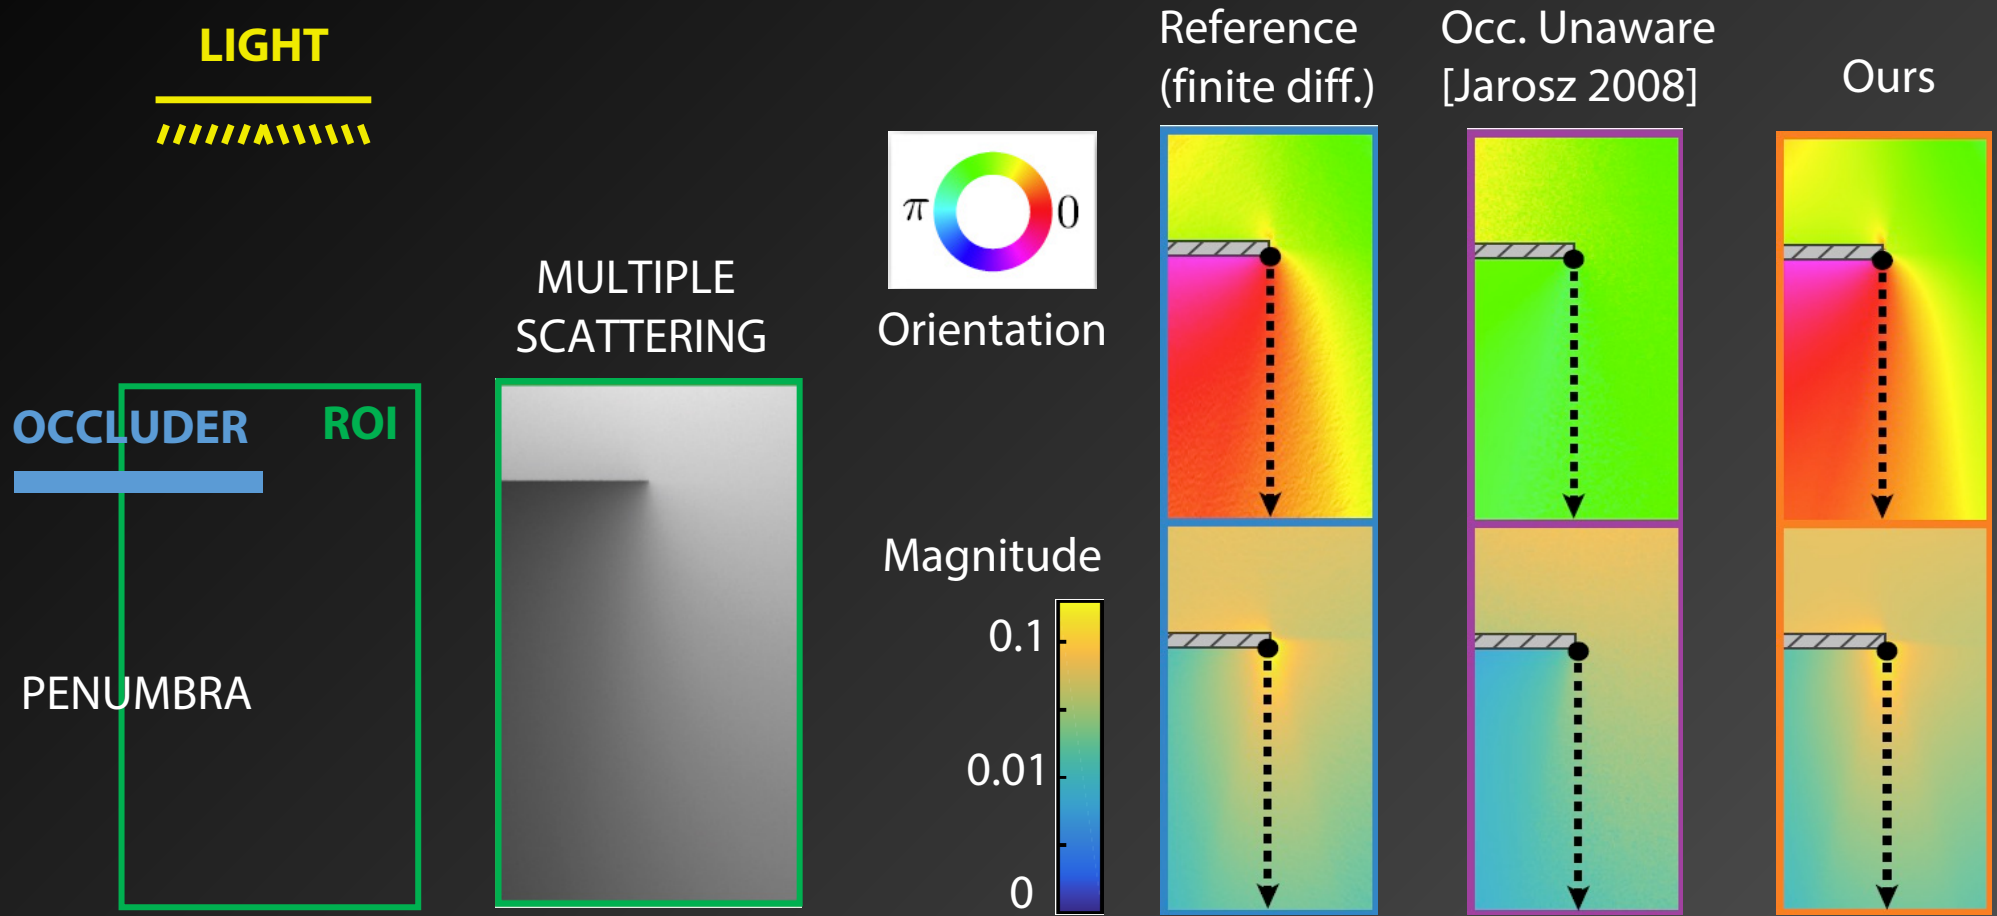 LIGHT
OCCLUDER
ROI
PENUMBRA
MULTIPLE
SCATTERING
π
0
Orientation
Magnitude
0.1
0.01
0
Reference
(finite diff.)
Occ. Unaware
[Jarosz 2008]
Ours